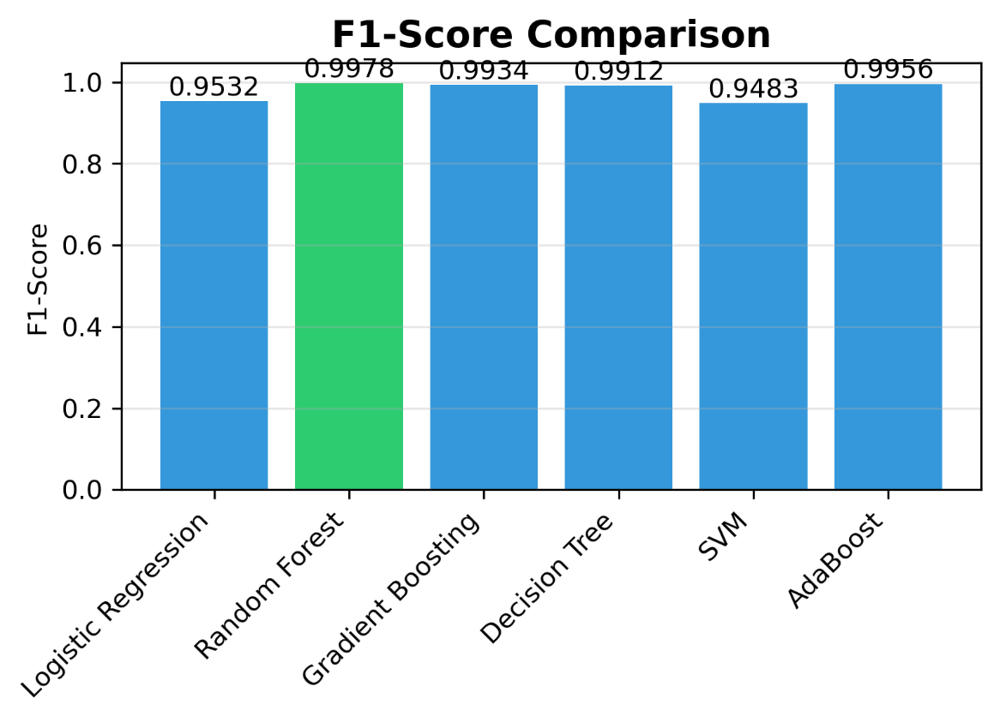 F1-Score Comparison
0.9532
0.9978
0.9934
0.9912
0.9483
0.9956
F1-Score
1.0
0.8
0.6
0.4
0.2
0.0
Logistic Regression
Random Forest
Gradient Boosting
Decision Tree
SVM
AdaBoost